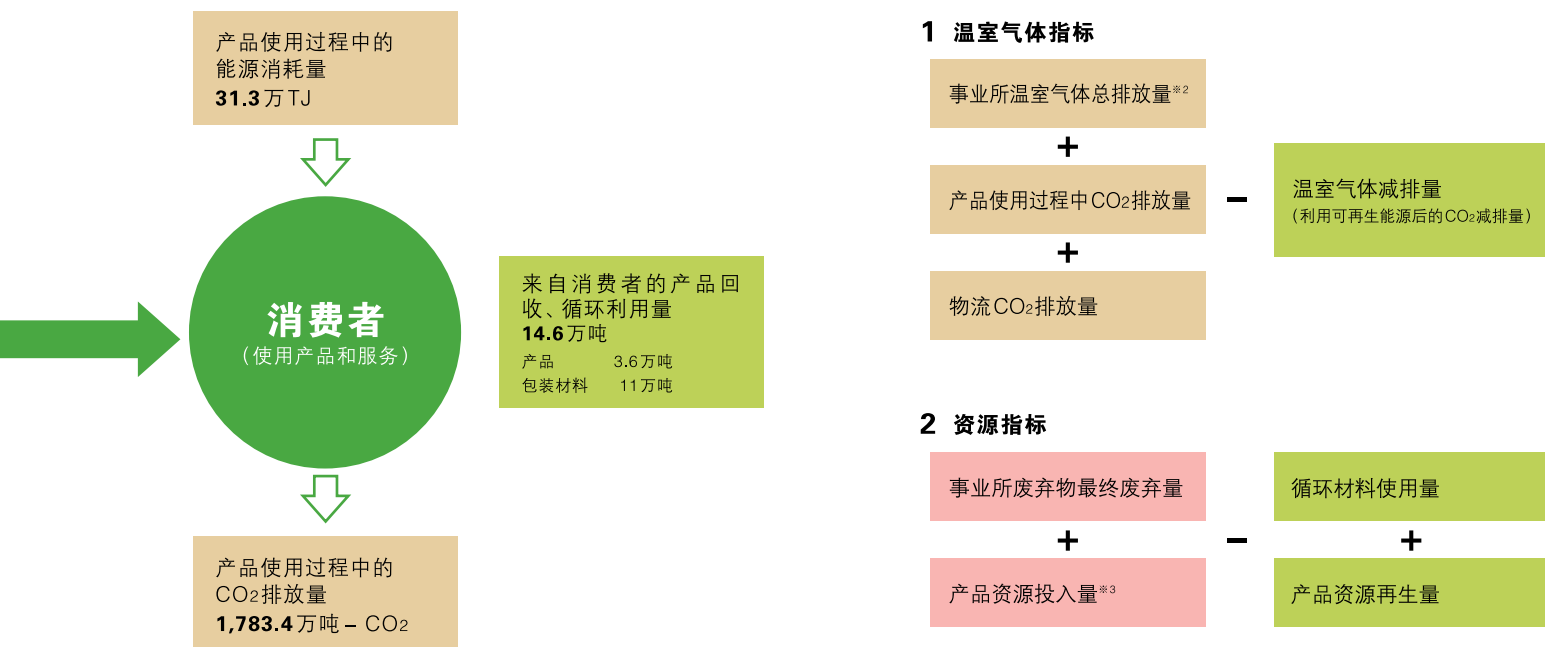 产品使用过程中的
能源消耗量
31.3万TJ
消费者
（使用产品和服务）
来自消费者的产品回
收、循环利用量
14.6万吨
产品 3.6万吨
包装材料 11万吨
产品使用过程中的
CO2排放量
1,783.4万吨－CO2
1 温室气体指标
事业所温室气体总排放量※2
+
产品使用过程中CO2排放量
+
物流CO2排放量
－
温室气体减排量
（利用可再生能源后的CO2减排量）
2 资源指标
事业所废弃物最终废弃量
+
产品资源投入量※3
－
循环材料使用量
+
产品资源再生量